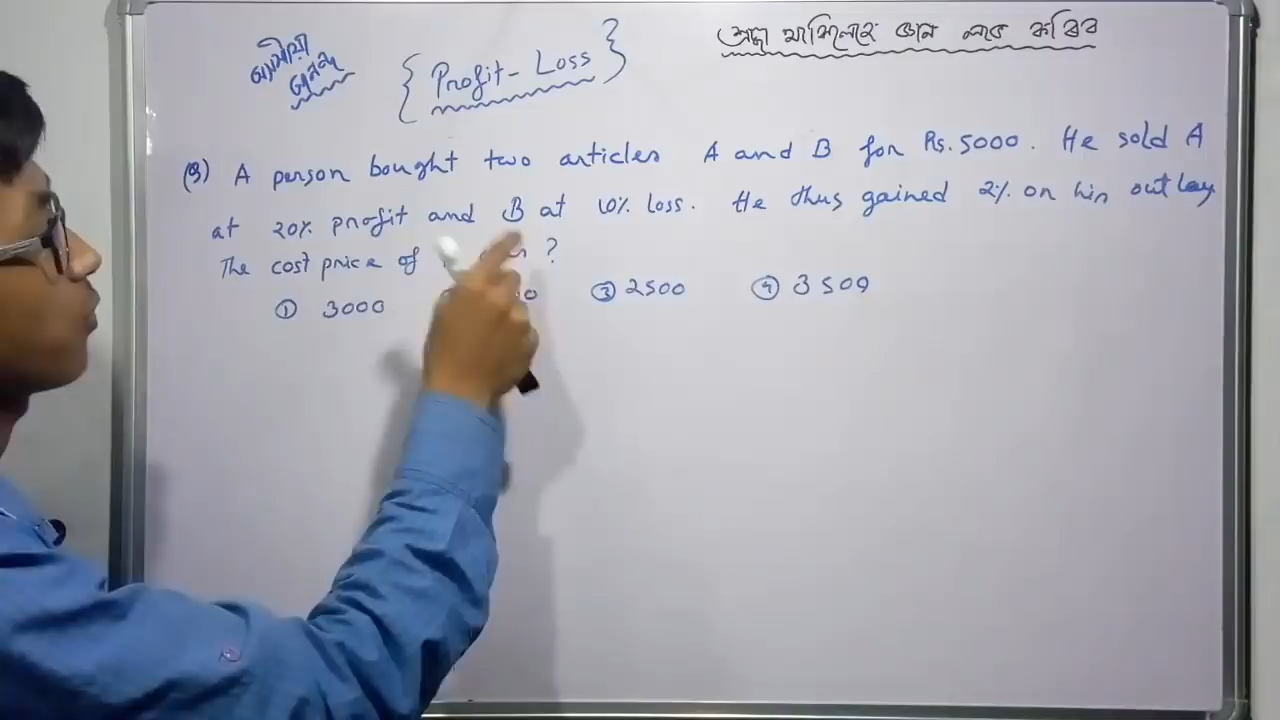 { Profit - Loss }
ভাল লাগে কৰিব
(Q) A person bought two articles A and B for Rs. 5000. He sold A
at 20% profit and B at 10% loss. He thus gained 2% on his outlay.
The cost price of ?
① 3000 ③ 2500 ④ 3500